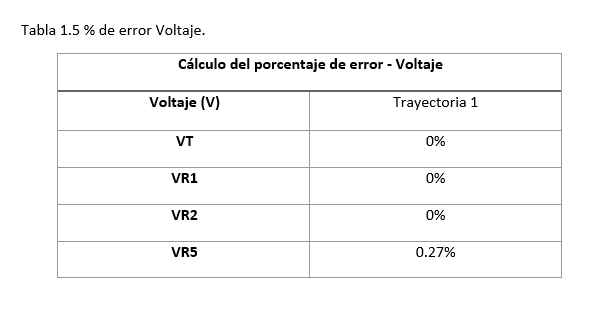 Tabla 1.5 % de error Voltaje.
Cálculo del porcentaje de error - Voltaje
Voltaje (V) Trayectoria 1
VT 0%
VR1 0%
VR2 0%
VR5 0.27%